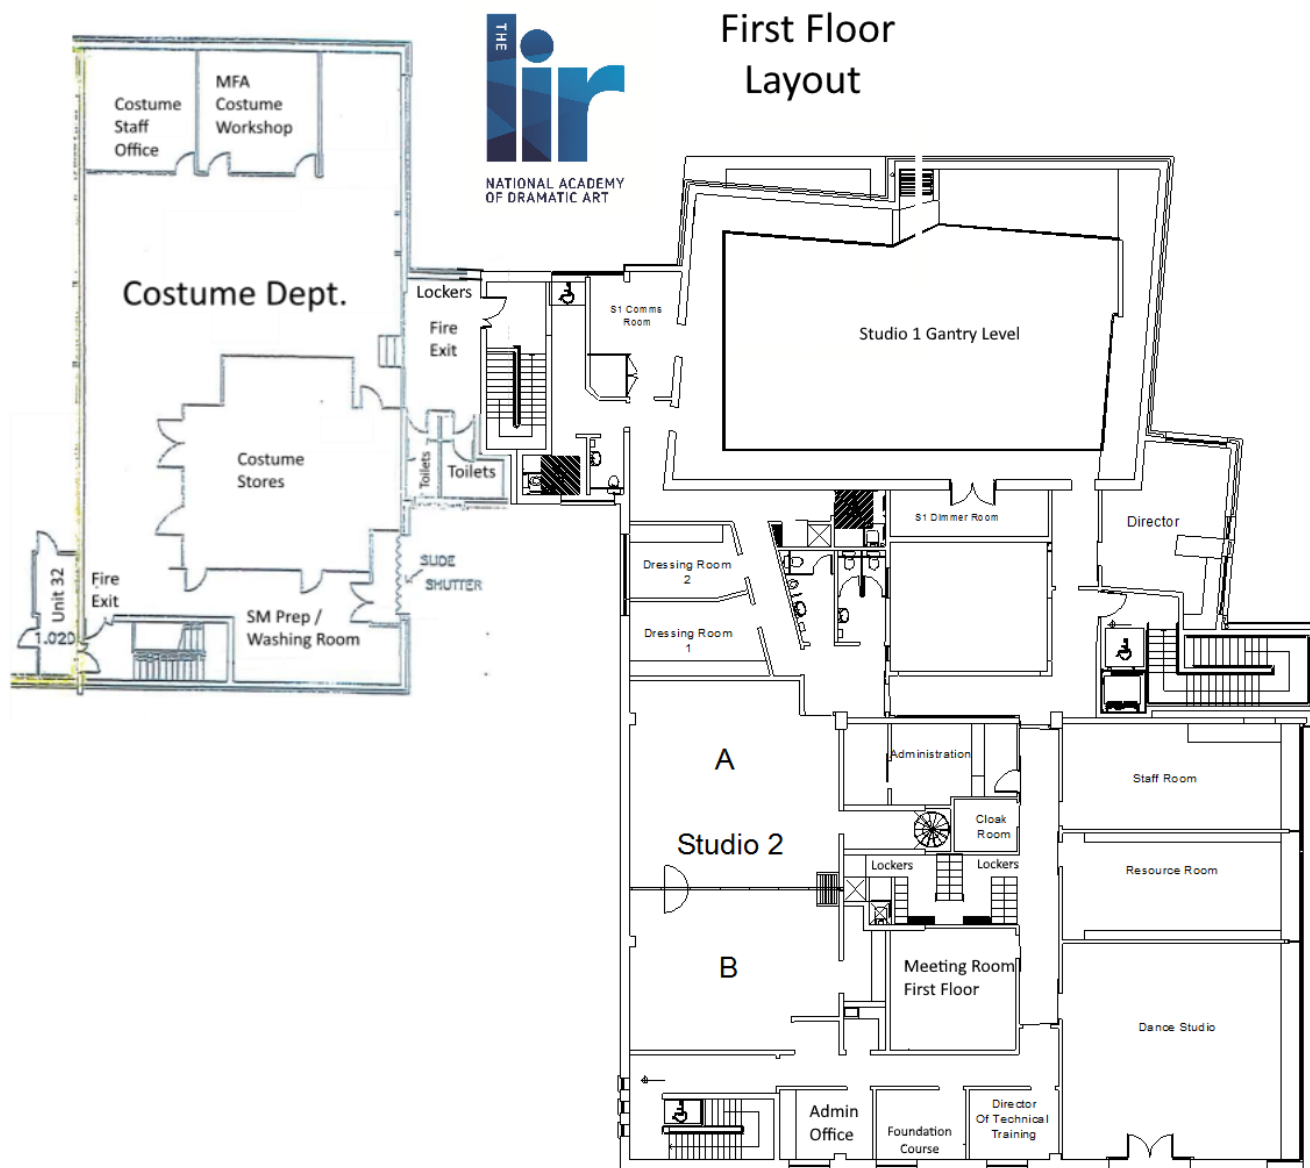 THE
lir
NATIONAL ACADEMY
OF DRAMATIC ART
First Floor
Layout
Costume
Staff
Office
MFA
Costume
Workshop
Costume Dept.
Lockers
Fire
Exit
S1 Comms
Room
Studio 1 Gantry Level
Costume
Stores
Toilets
Toilets
SLIDE
SHUTTER
Unit 32
1.020
Fire
Exit
SM Prep /
Washing Room
A
S1 Dimmer Room
Director
Dressing Room
2
Dressing Room
1
A
Studio 2
B
Administration
Cloak
Room
Lockers
Lockers
Staff Room
Resource Room
Meeting Room
First Floor
Dance Studio
Admin
Office
Foundation
Course
Director
Of Technical
Training